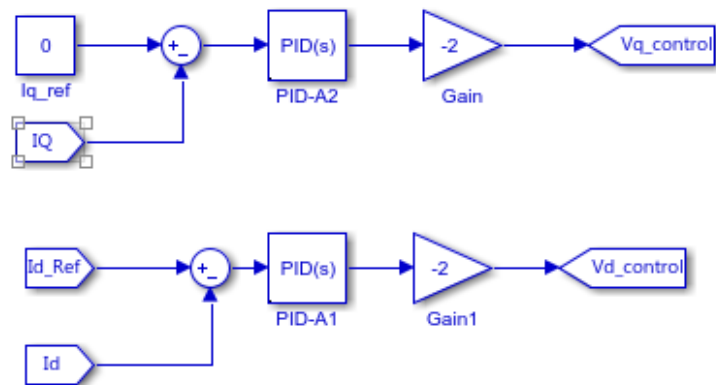 0
+
-
PID(s)
-2
Vq_control
Iq_ref
PID-A2
Gain
IQ
Id_Ref
+
-
PID(s)
-2
Vd_control
PID-A1
Gain1
Id